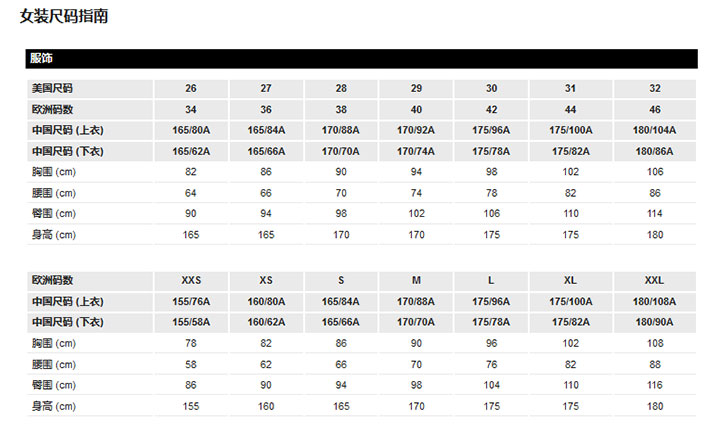 女装尺码指南
服饰
美国尺码 26 27 28 29 30 31 32
欧洲码数 34 36 38 40 42 44 46
中国尺码 (上衣) 165/80A 165/84A 170/88A 170/92A 175/96A 175/100A 180/104A
中国尺码 (下衣) 165/62A 165/66A 170/70A 170/74A 175/78A 175/82A 180/86A
胸围 (cm) 82 86 90 94 98 102 106
腰围 (cm) 64 66 70 74 78 82 86
臀围 (cm) 90 94 98 102 106 110 114
身高 (cm) 165 165 170 170 175 175 180
欧洲码数 XXS XS S M L XL XXL
中国尺码 (上衣) 155/76A 160/80A 165/84A 170/88A 175/96A 175/100A 180/108A
中国尺码 (下衣) 155/58A 160/62A 165/66A 170/70A 175/78A 175/82A 180/90A
胸围 (cm) 78 82 86 90 96 102 108
腰围 (cm) 58 62 66 70 76 82 88
臀围 (cm) 86 90 94 98 104 110 116
身高 (cm) 155 160 165 170 175 175 180